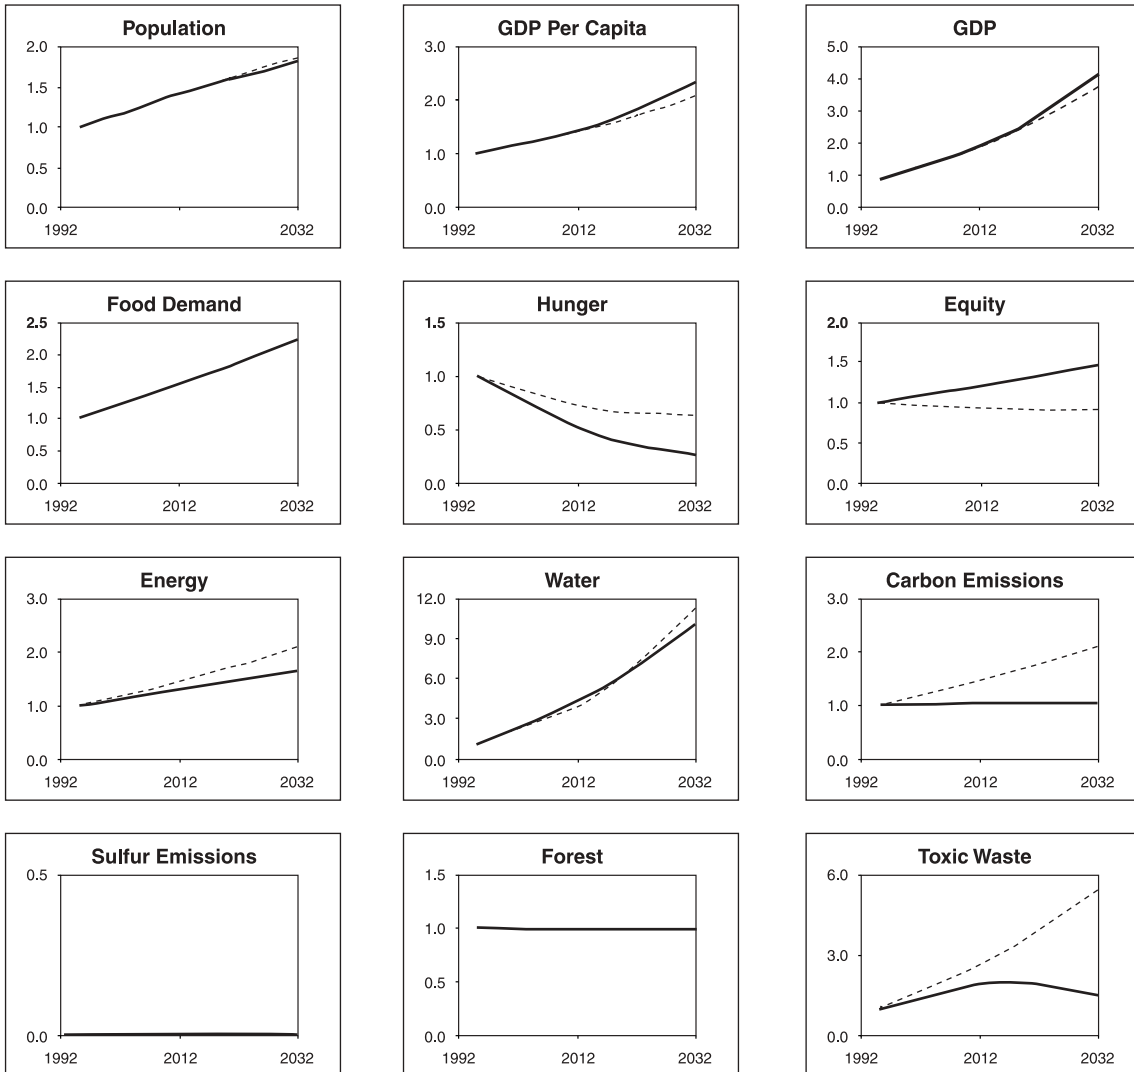 Population
2.0
1.5
1.0
0.5
0.0
1992 2012 2032
GDP Per Capita
3.0
2.0
1.0
0.0
1992 2012 2032
GDP
5.0
4.0
3.0
2.0
1.0
0.0
1992 2012 2032
Food Demand
2.5
2.0
1.5
1.0
0.5
0.0
1992 2012 2032
Hunger
1.5
1.0
0.5
0.0
1992 2012 2032
Equity
2.0
1.5
1.0
0.5
0.0
1992 2012 2032
Energy
3.0
2.0
1.0
0.0
1992 2012 2032
Water
12.0
9.0
6.0
3.0
0.0
1992 2012 2032
Carbon Emissions
3.0
2.0
1.0
0.0
1992 2012 2032
Sulfur Emissions
0.5
0.0
1992 2012 2032
Forest
1.5
1.0
0.5
0.0
1992 2012 2032
Toxic Waste
6.0
3.0
0.0
1992 2012 2032